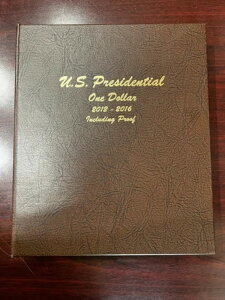 U.S. Presidential
One Dollar
2012 - 2016
Including Proof